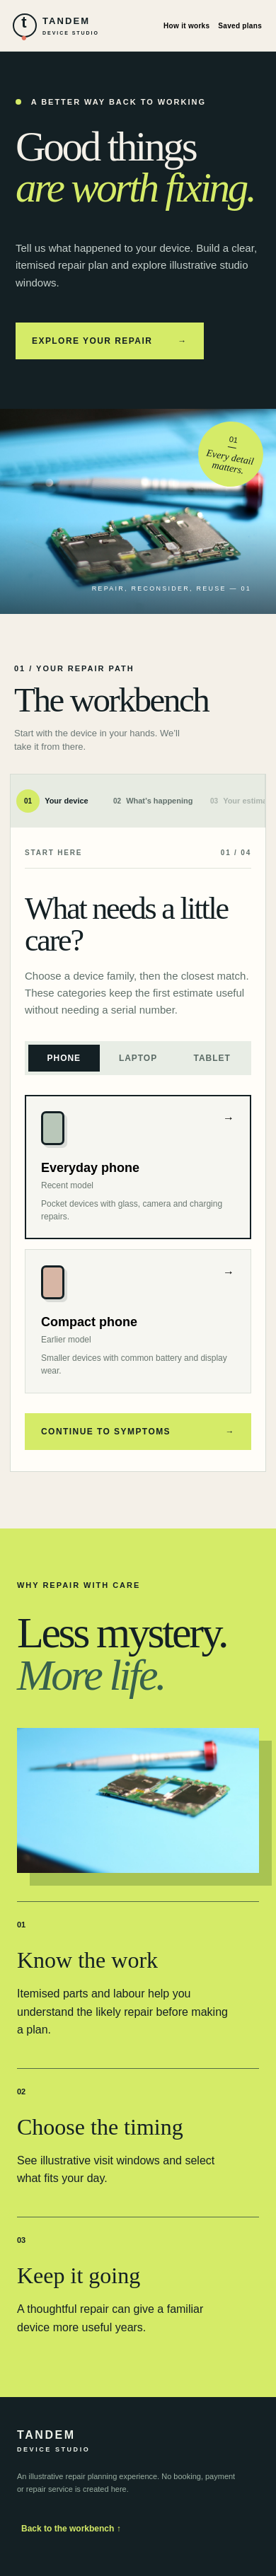 t
TANDEM
DEVICE STUDIO
How it works
Saved plans
A BETTER WAY BACK TO WORKING
Good things
are worth fixing.
Tell us what happened to your device. Build a clear,
itemised repair plan and explore illustrative studio
windows.
EXPLORE YOUR REPAIR →
01
Every detail
matters.
REPAIR, RECONSIDER, REUSE — 01
01 / YOUR REPAIR PATH
The workbench
Start with the device in your hands. We'll
take it from there.
01 Your device
02 What's happening
03 Your estima
START HERE
01 / 04
What needs a little
care?
Choose a device family, then the closest match.
These categories keep the first estimate useful
without needing a serial number.
PHONE
LAPTOP
TABLET
→
Everyday phone
Recent model
Pocket devices with glass, camera and charging
repairs.
→
Compact phone
Earlier model
Smaller devices with common battery and display
wear.
CONTINUE TO SYMPTOMS →
WHY REPAIR WITH CARE
Less mystery.
More life.
01
Know the work
Itemised parts and labour help you
understand the likely repair before making
a plan.
02
Choose the timing
See illustrative visit windows and select
what fits your day.
03
Keep it going
A thoughtful repair can give a familiar
device more useful years.
TANDEM
DEVICE STUDIO
An illustrative repair planning experience. No booking, payment
or repair service is created here.
Back to the workbench ↑